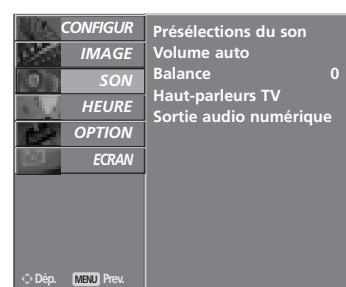 CONFIGUR
IMAGE
SON
HEURE
OPTION
ECRAN
Présélections du son
Volume auto
Balance 0
Haut-parleurs TV
Sortie audio numérique
Dép. MENU Prev.